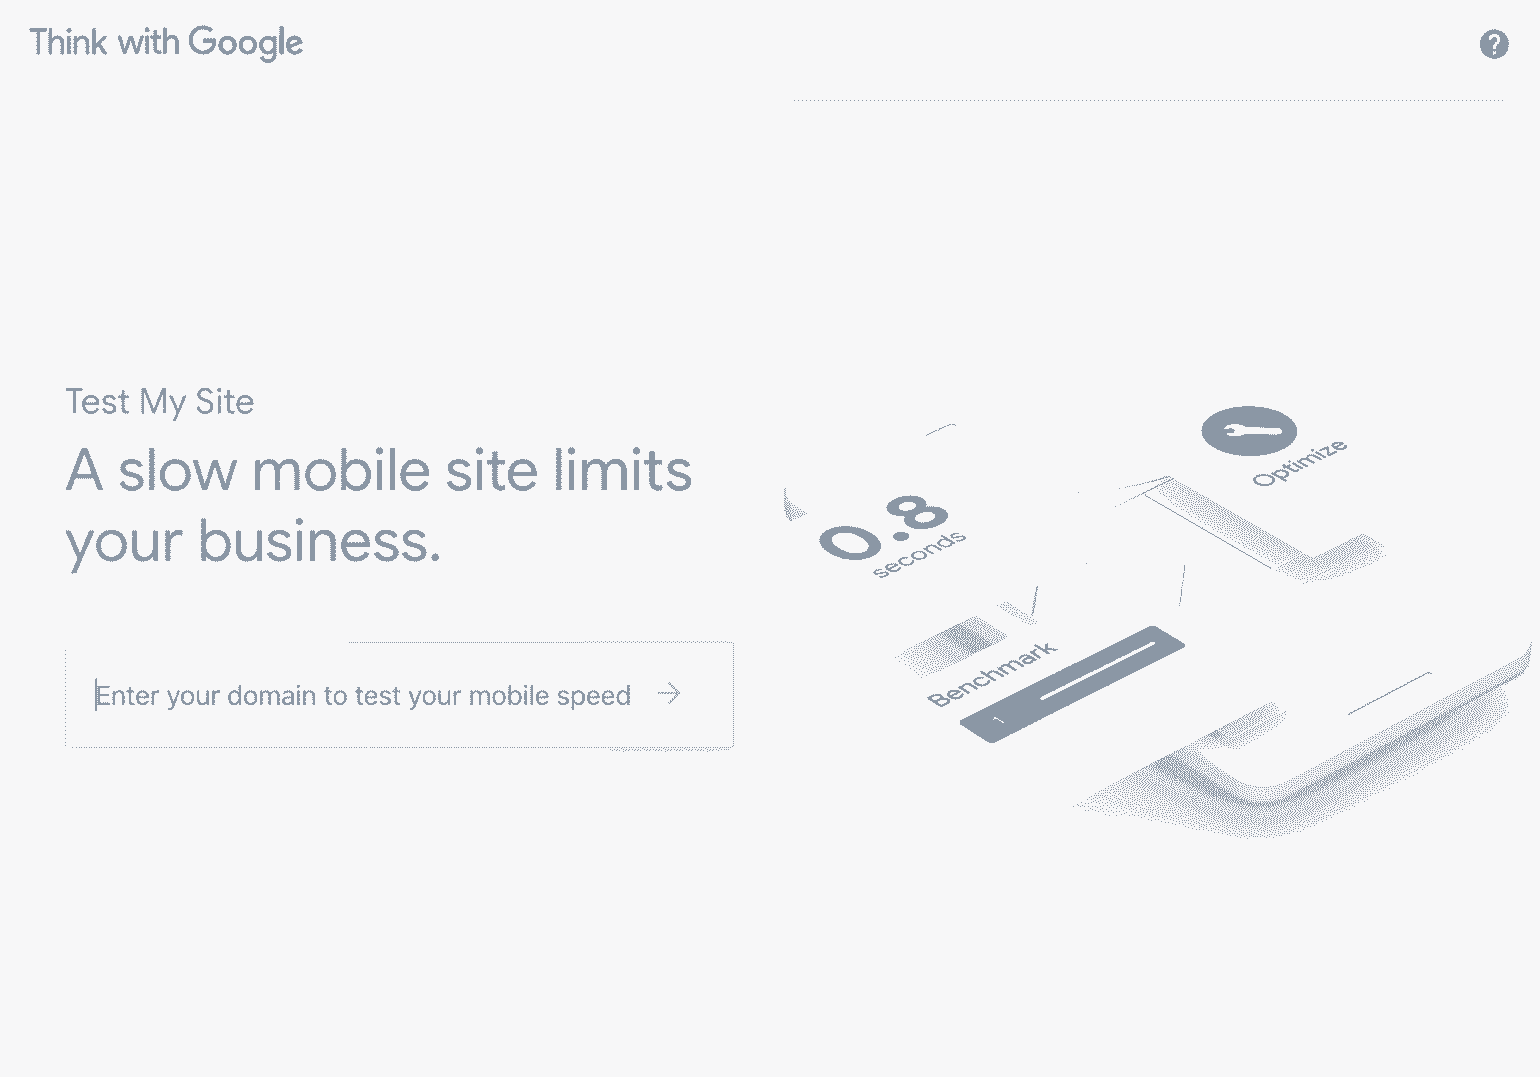 Think with Google
?
Test My Site
A slow mobile site limits
your business.
Enter your domain to test your mobile speed
Optimize
0.8
seconds
Benchmark
1